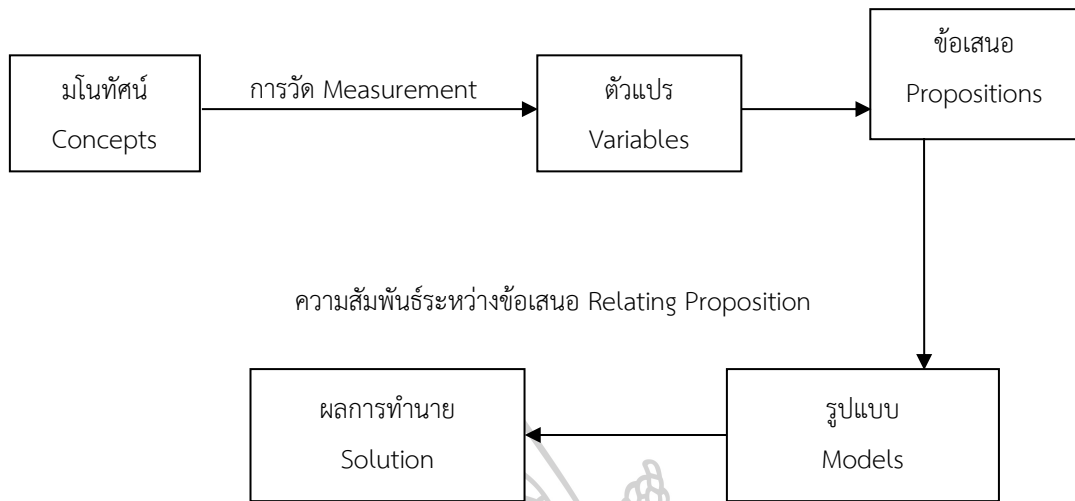 มโนทัศน์
Concepts
การวัด Measurement
ตัวแปร
Variables
ข้อเสนอ
Propositions
ความสัมพันธ์ระหว่างข้อเสนอ Relating Proposition
ผลการทำนาย
Solution
รูปแบบ
Models